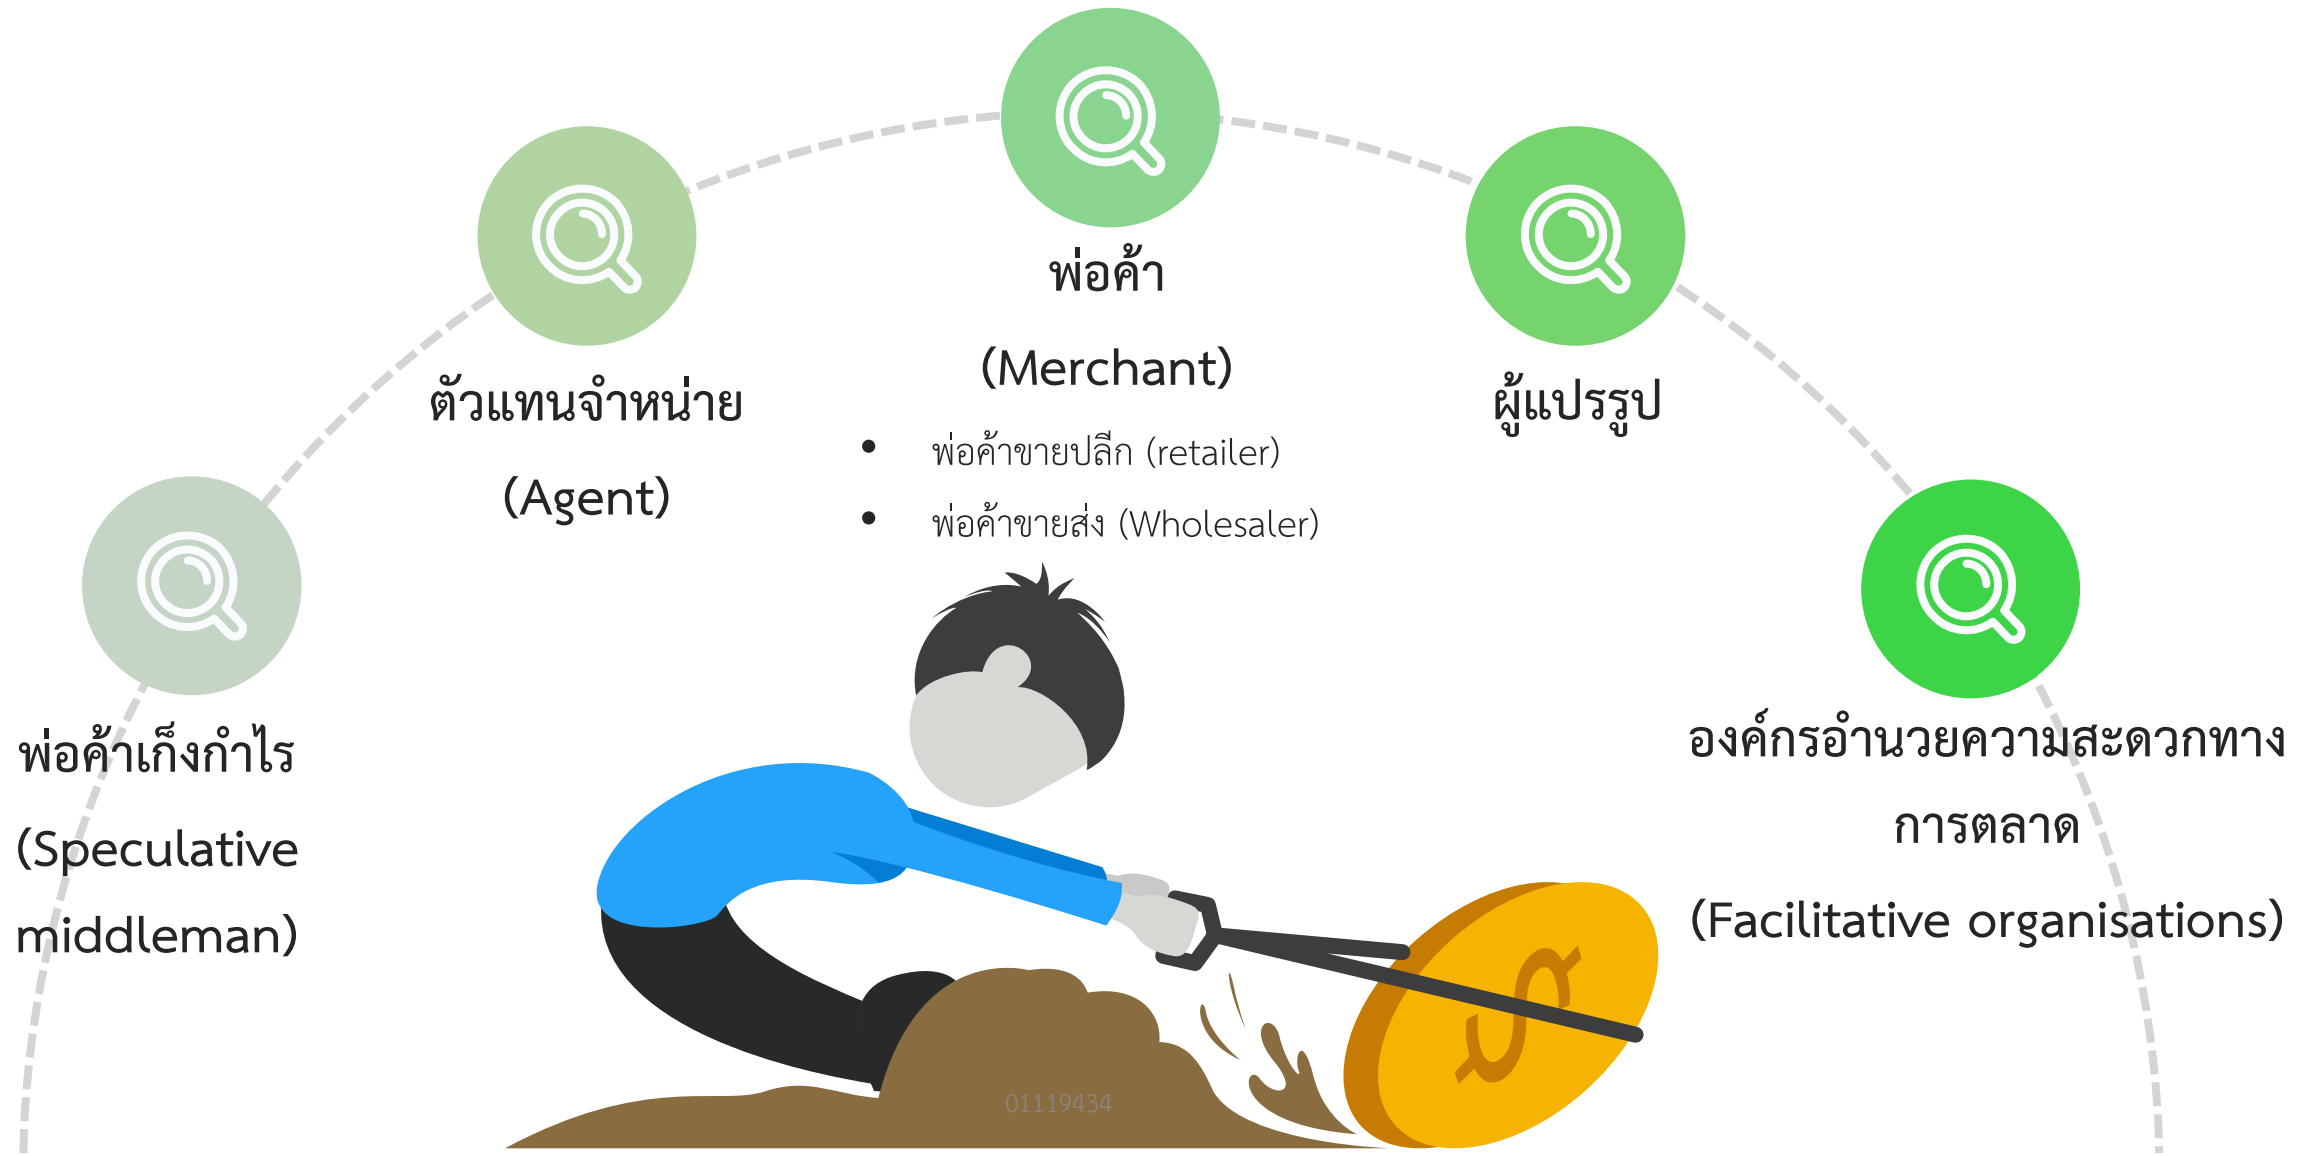 พ่อค้า
(Merchant)
• พ่อค้าขายปลีก (retailer)
• พ่อค้าขายส่ง (Wholesaler)
ตัวแทนจำหน่าย
(Agent)
ผู้แปรรูป
พ่อค้าเก็งกำไร
(Speculative
middleman)
องค์กรอำนวยความสะดวกทาง
การตลาด
(Facilitative organisations)
01119434